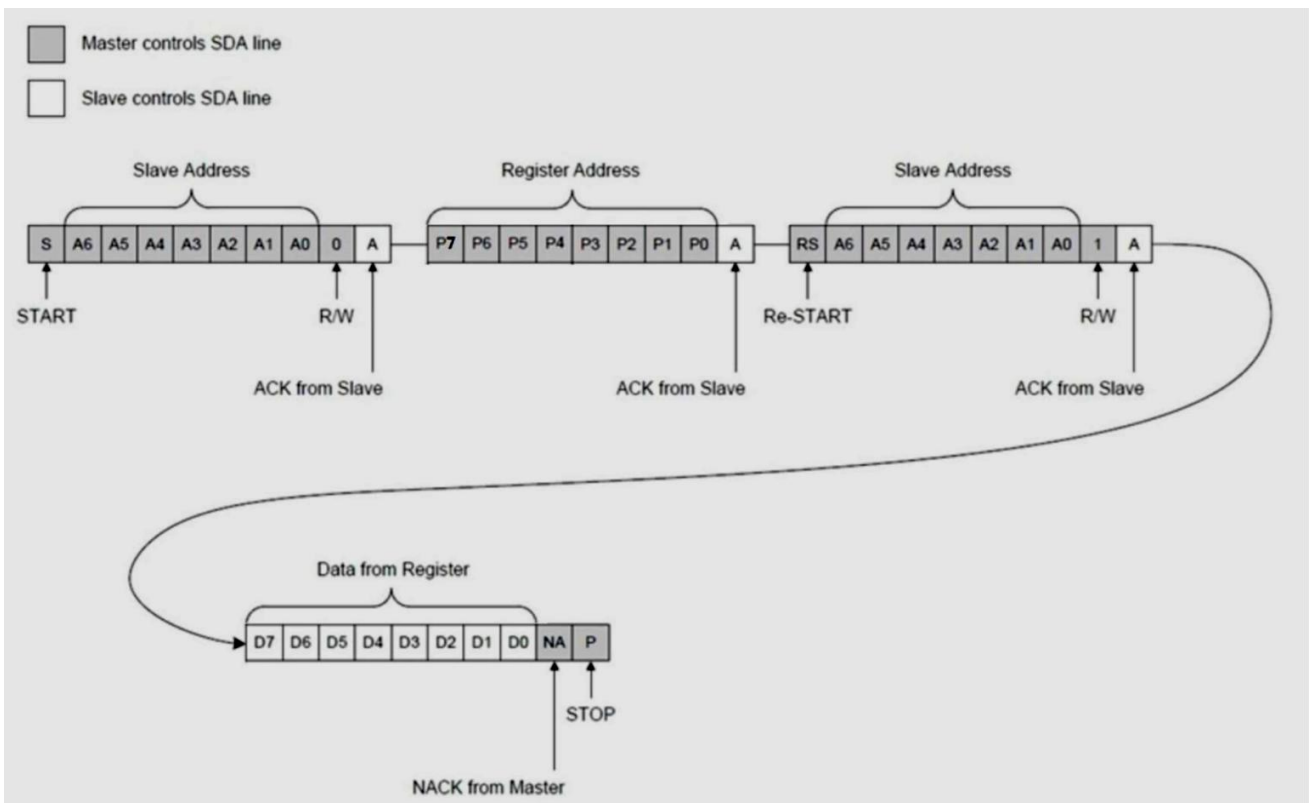 Master controls SDA line
Slave controls SDA line
Slave Address Register Address Slave Address
S A6 A5 A4 A3 A2 A1 A0 0 A P7 P6 P5 P4 P3 P2 P1 P0 A RS A6 A5 A4 A3 A2 A1 A0 1 A
START R/W Re-START R/W
ACK from Slave ACK from Slave ACK from Slave
Data from Register
D7 D6 D5 D4 D3 D2 D1 D0 NA P
STOP
NACK from Master